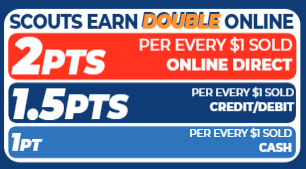 SCOUTS EARN DOUBLE ONLINE
2PTS
PER EVERY $1 SOLD
ONLINE DIRECT
1.5PTS
PER EVERY $1 SOLD
CREDIT/DEBIT
1PT
PER EVERY $1 SOLD
CASH